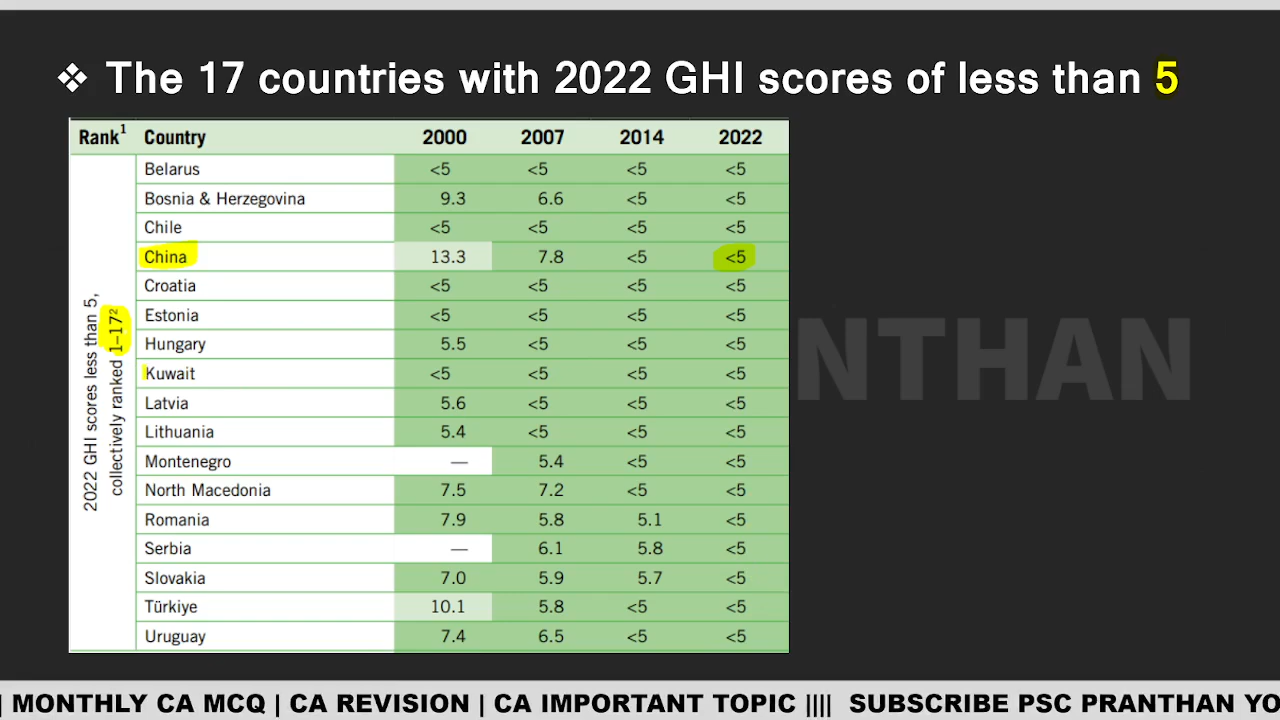 ❖ The 17 countries with 2022 GHI scores of less than 5
Rank¹ Country 2000 2007 2014 2022
2022 GHI scores less than 5,
collectively ranked 1–17²
Belarus <5 <5 <5 <5
Bosnia & Herzegovina 9.3 6.6 <5 <5
Chile <5 <5 <5 <5
China 13.3 7.8 <5 <5
Croatia <5 <5 <5 <5
Estonia <5 <5 <5 <5
Hungary 5.5 <5 <5 <5
Kuwait <5 <5 <5 <5
Latvia 5.6 <5 <5 <5
Lithuania 5.4 <5 <5 <5
Montenegro — 5.4 <5 <5
North Macedonia 7.5 7.2 <5 <5
Romania 7.9 5.8 5.1 <5
Serbia — 6.1 5.8 <5
Slovakia 7.0 5.9 5.7 <5
Türkiye 10.1 5.8 <5 <5
Uruguay 7.4 6.5 <5 <5
NTHAN
| MONTHLY CA MCQ | CA REVISION | CA IMPORTANT TOPIC |||| SUBSCRIBE PSC PRANTHAN YO